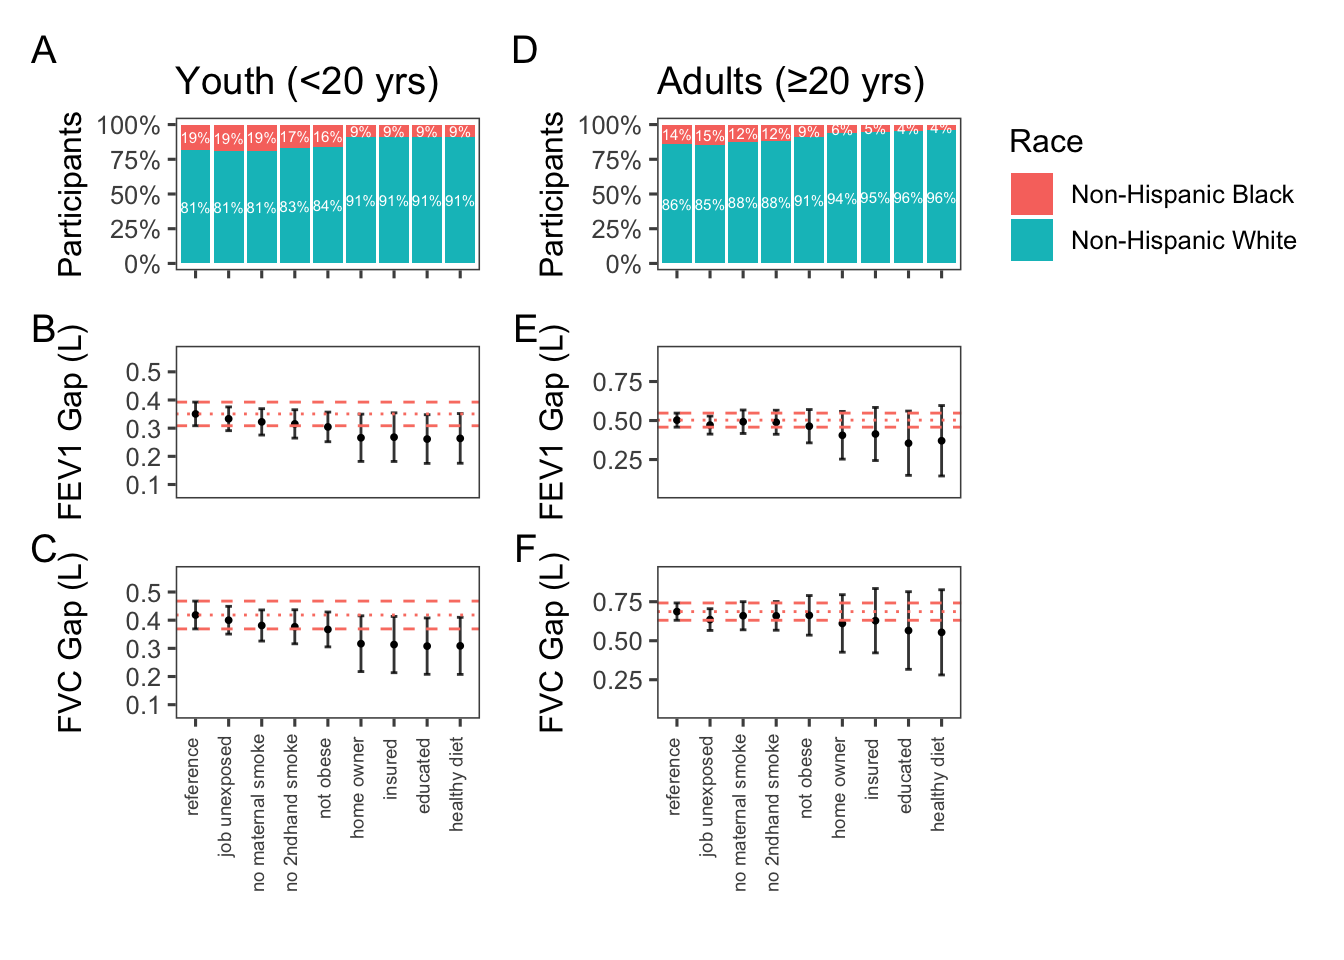 A
Youth (<20 yrs)
Participants
100%
75%
50%
25%
0%
19% 19% 19% 17% 16% 9% 9% 9% 9%
81% 81% 81% 83% 84% 91% 91% 91% 91%
D
Adults (≥20 yrs)
Participants
100%
75%
50%
25%
0%
14% 15% 12% 12% 9% 6% 5% 4% 4%
86% 85% 88% 88% 91% 94% 95% 96% 96%
Race
Non-Hispanic Black
Non-Hispanic White
B
FEV1 Gap (L)
0.5
0.4
0.3
0.2
0.1
E
FEV1 Gap (L)
0.75
0.50
0.25
C
FVC Gap (L)
0.5
0.4
0.3
0.2
0.1
reference
job unexposed
no maternal smoke
no 2ndhand smoke
not obese
home owner
insured
educated
healthy diet
F
FVC Gap (L)
0.75
0.50
0.25
reference
job unexposed
no maternal smoke
no 2ndhand smoke
not obese
home owner
insured
educated
healthy diet